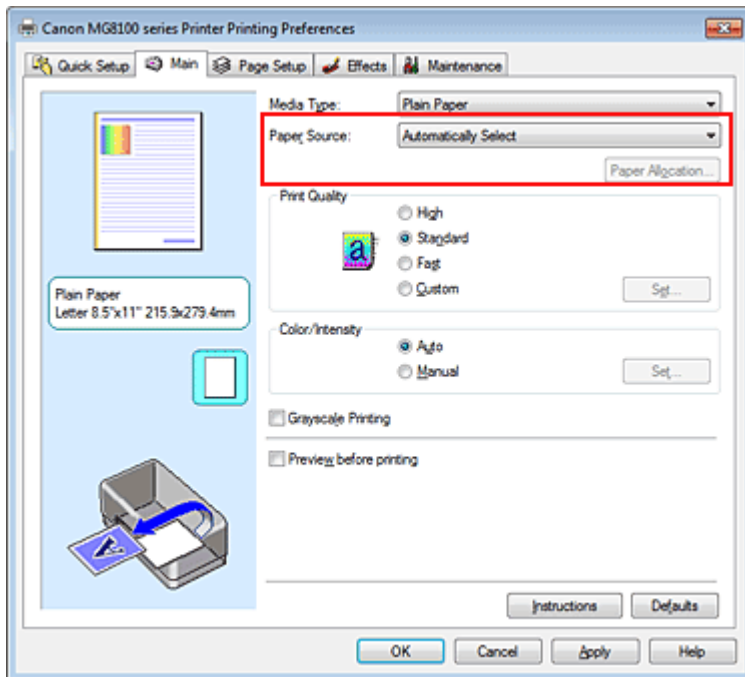 Canon MG8100 series Printer Printing Preferences
Quick Setup Main Page Setup Effects Maintenance
Media Type: Plain Paper
Paper Source: Automatically Select
Paper Allocation...
Print Quality
High
Standard
Fast
Custom Set...
Plain Paper
Letter 8.5"x11" 215.9x279.4mm
Color/Intensity
Auto
Manual Set...
Grayscale Printing
Preview before printing
Instructions Defaults
OK Cancel Apply Help